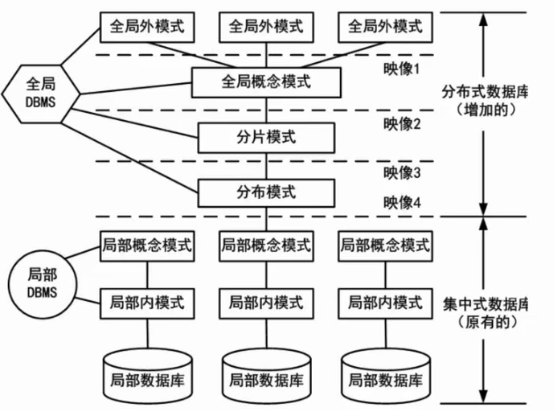 全局外模式
全局外模式
全局外模式
映像1
全局
DBMS
全局概念模式
分布式数据库
（增加的）
映像2
分片模式
映像3
分布模式
映像4
局部概念模式
局部概念模式
局部概念模式
局部
DBMS
局部内模式
局部内模式
局部内模式
集中式数据库
（原有的）
局部数据库
局部数据库
局部数据库